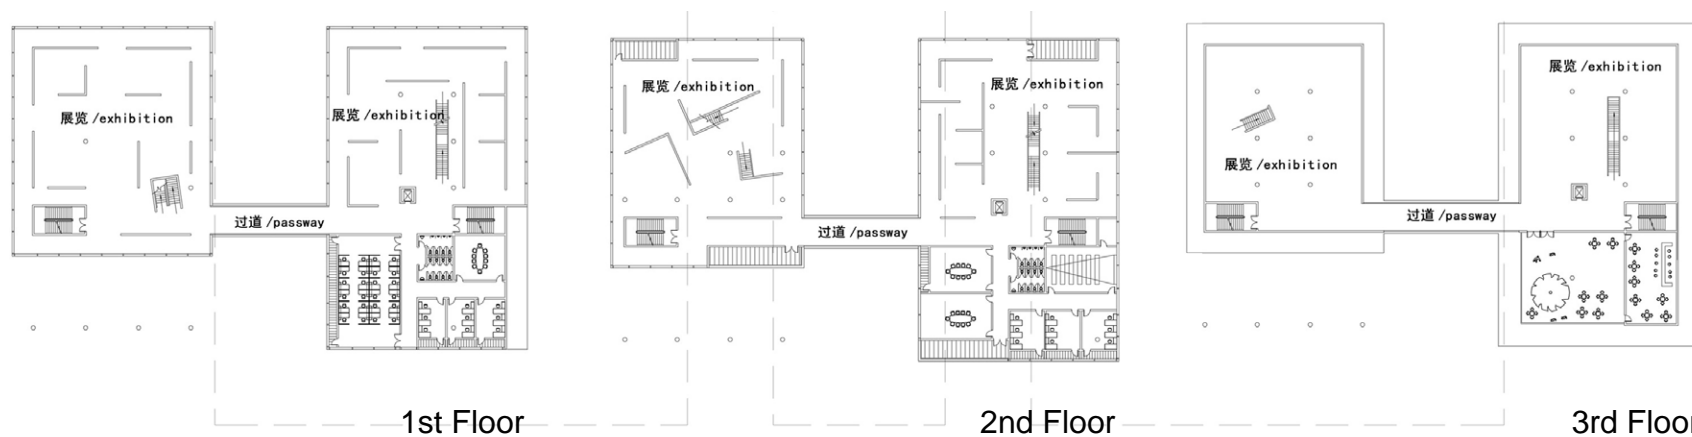 展览 /exhibition
展览 /exhibition
过道 /passway
1st Floor
展览 /exhibition
展览 /exhibition
过道 /passway
2nd Floor
展览 /exhibition
展览 /exhibition
过道 /passway
3rd Floor